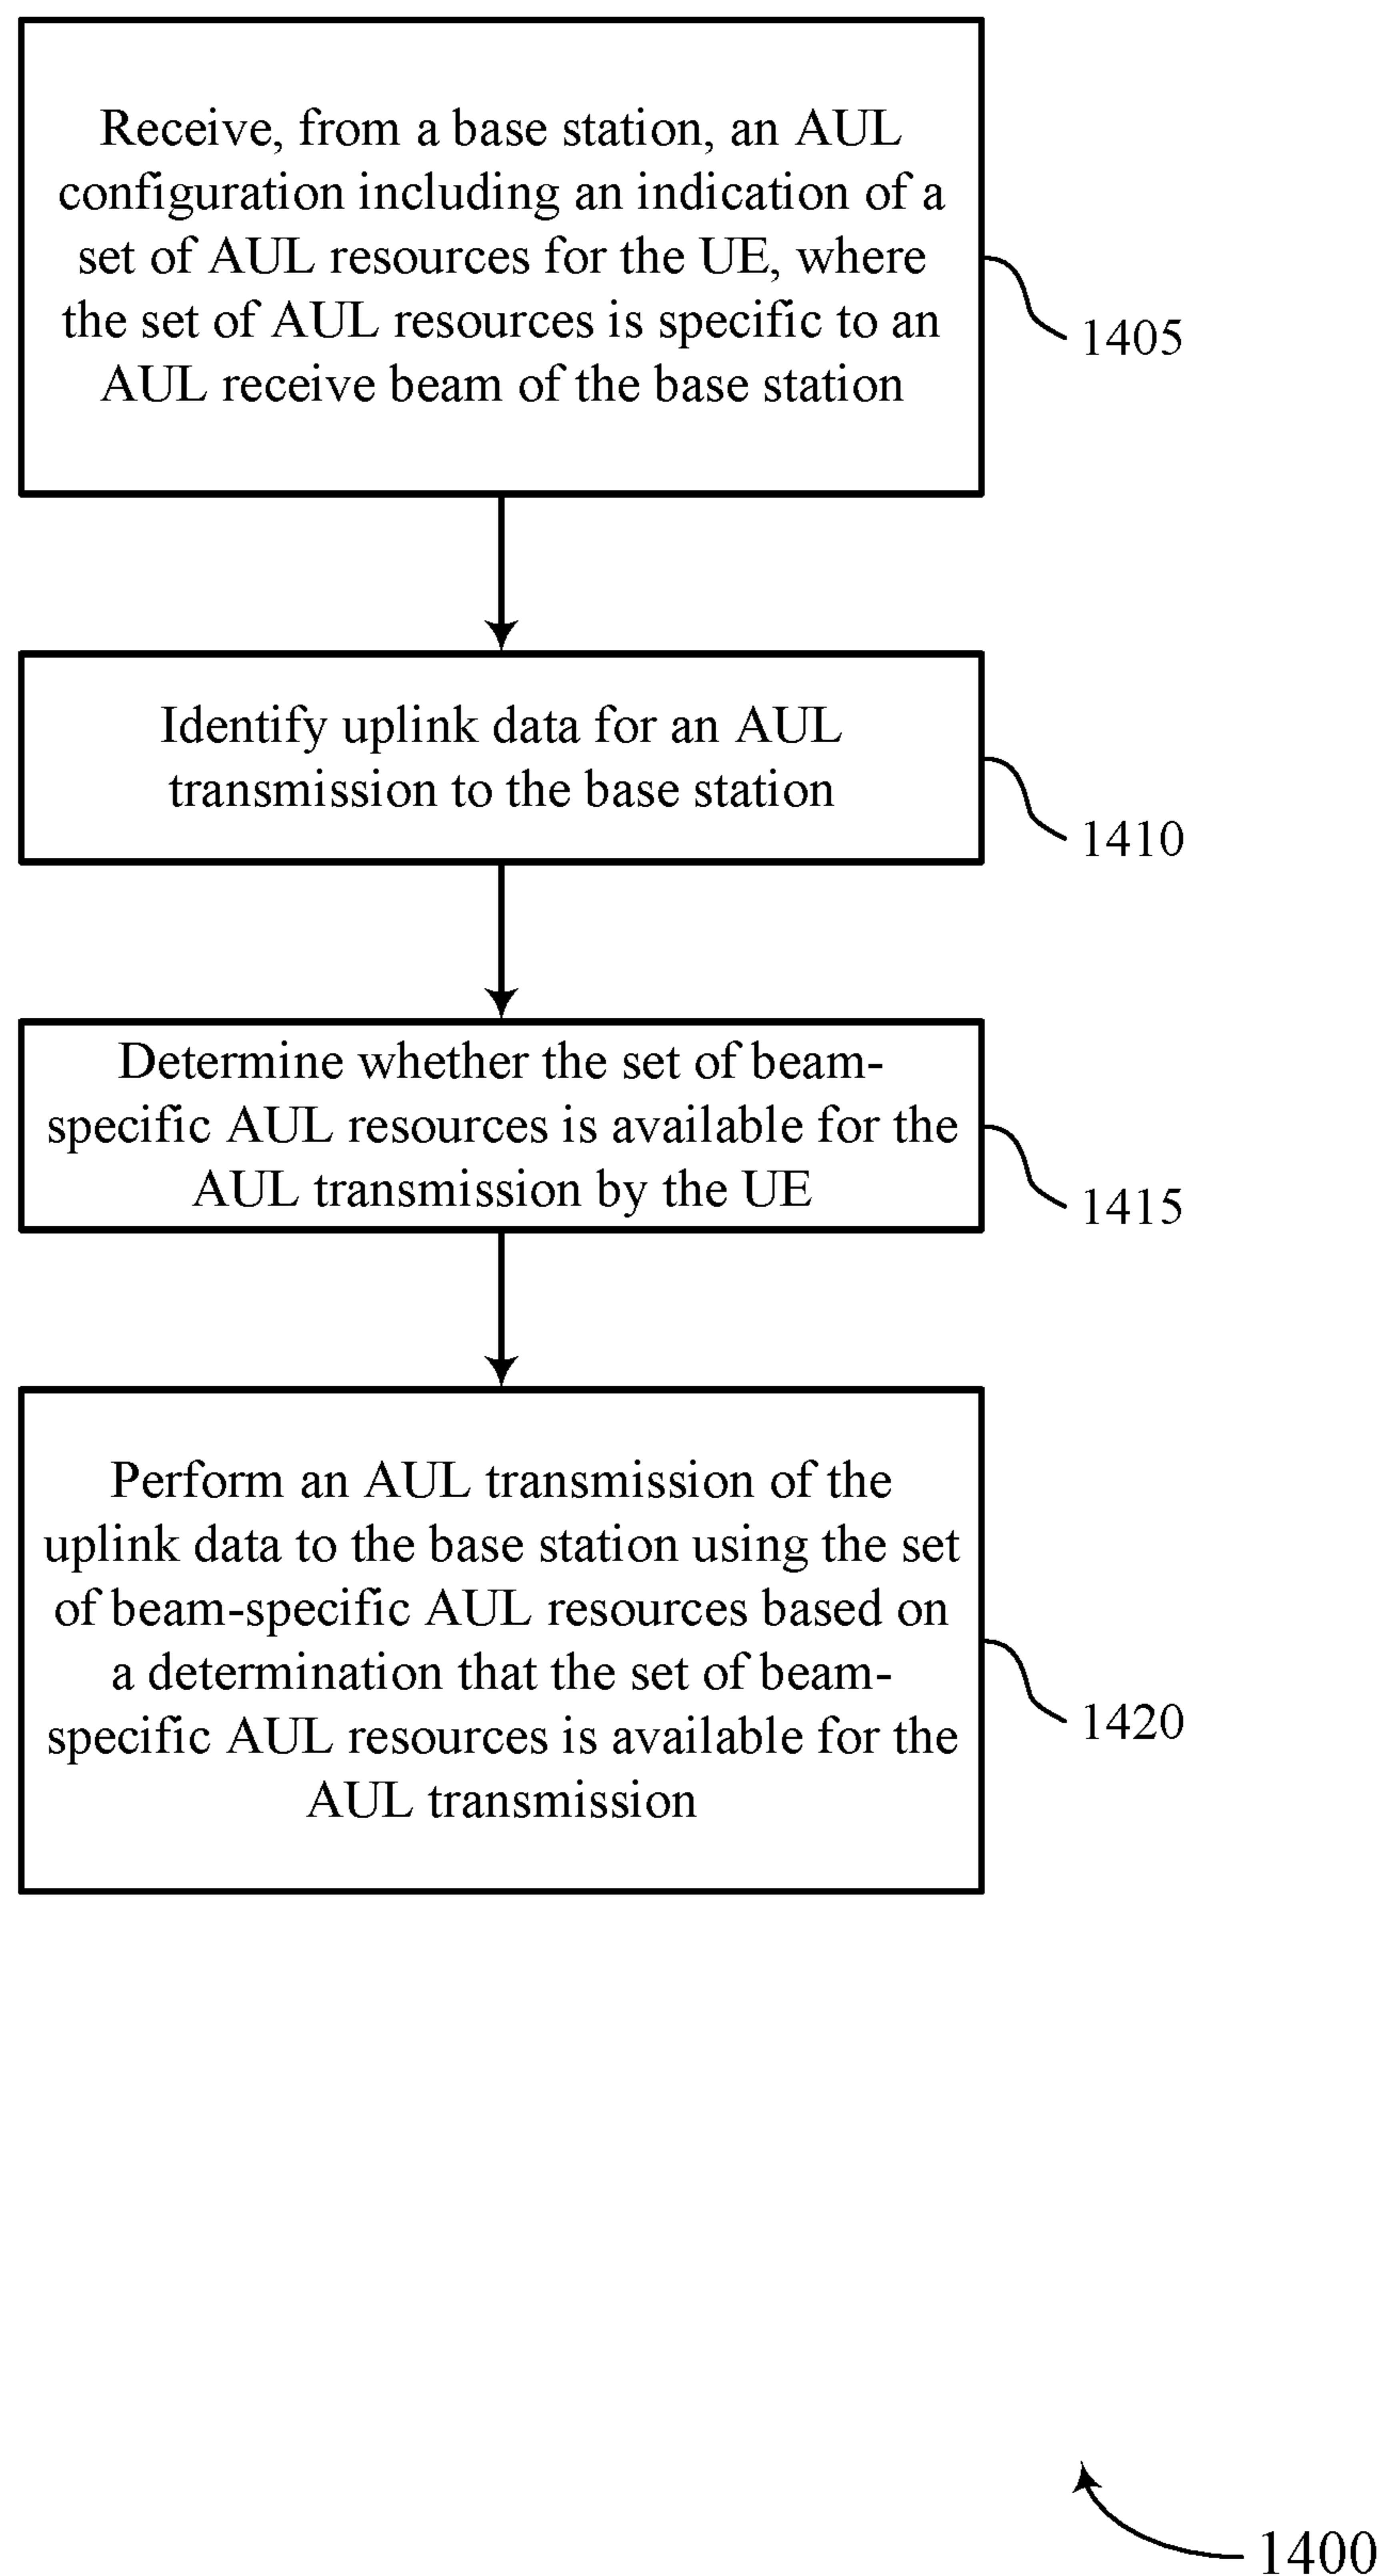 Receive, from a base station, an AUL
configuration including an indication of a
set of AUL resources for the UE, where
the set of AUL resources is specific to an
AUL receive beam of the base station
1405
Identify uplink data for an AUL
transmission to the base station
1410
Determine whether the set of beam-
specific AUL resources is available for the
AUL transmission by the UE
1415
Perform an AUL transmission of the
uplink data to the base station using the set
of beam-specific AUL resources based on
a determination that the set of beam-
specific AUL resources is available for the
AUL transmission
1420
1400